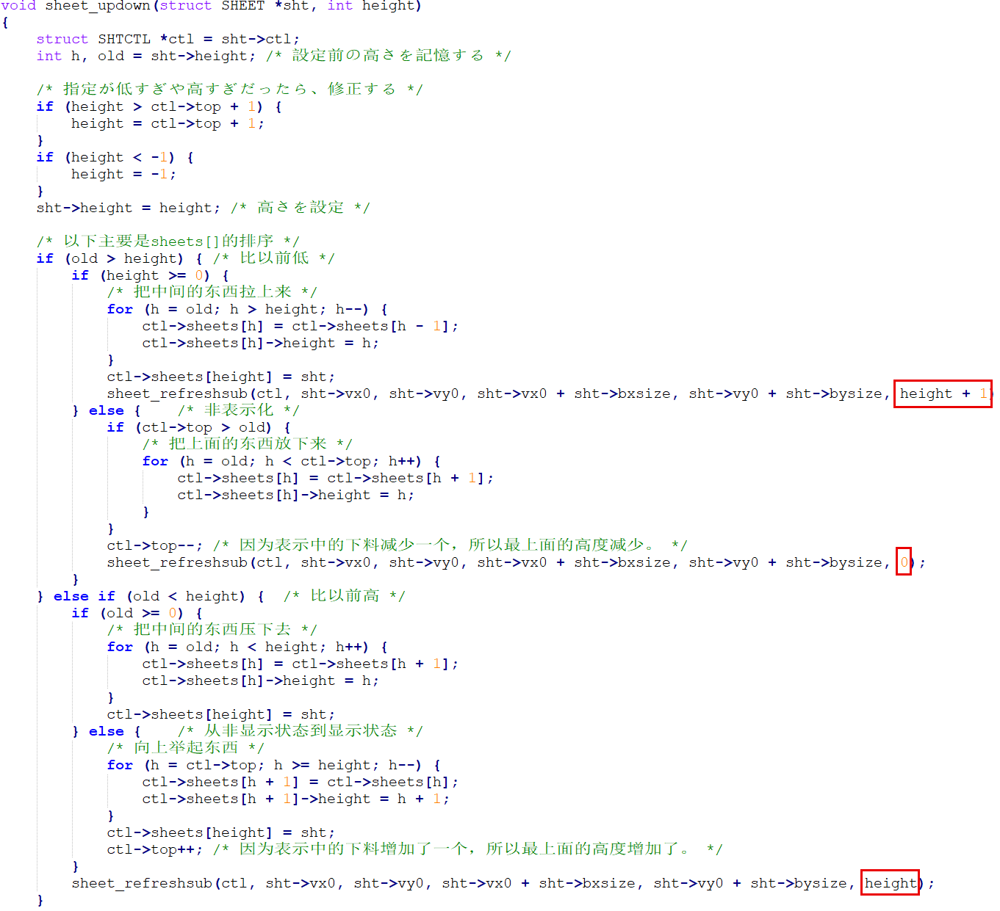 void sheet_updown(struct SHEET *sht, int height)
{
    struct SHTCTL *ctl = sht->ctl;
    int h, old = sht->height; /* 設定前の高さを記憶する */

    /* 指定が低すぎや高すぎだったら、修正する */
    if (height > ctl->top + 1) {
        height = ctl->top + 1;
    }
    if (height < -1) {
        height = -1;
    }
    sht->height = height; /* 高さを設定 */

    /* 以下主要是sheets[]的排序 */
    if (old > height) { /* 比以前低 */
        if (height >= 0) {
            /* 把中间的东西拉上来 */
            for (h = old; h > height; h--) {
                ctl->sheets[h] = ctl->sheets[h - 1];
                ctl->sheets[h]->height = h;
            }
            ctl->sheets[height] = sht;
            sheet_refreshsub(ctl, sht->vx0, sht->vy0, sht->vx0 + sht->bxsize, sht->vy0 + sht->bysize, height + 1)
        } else {    /* 非表示化 */
            if (ctl->top > old) {
                /* 把上面的东西放下来 */
                for (h = old; h < ctl->top; h++) {
                    ctl->sheets[h] = ctl->sheets[h + 1];
                    ctl->sheets[h]->height = h;
                }
            }
            ctl->top--; /* 因为表示中的下料减少一个，所以最上面的高度减少。 */
            sheet_refreshsub(ctl, sht->vx0, sht->vy0, sht->vx0 + sht->bxsize, sht->vy0 + sht->bysize, 0);
        }
    } else if (old < height) {  /* 比以前高 */
        if (old >= 0) {
            /* 把中间的东西压下去 */
            for (h = old; h < height; h++) {
                ctl->sheets[h] = ctl->sheets[h + 1];
                ctl->sheets[h]->height = h;
            }
            ctl->sheets[height] = sht;
        } else {    /* 从非显示状态到显示状态 */
            /* 向上举起东西 */
            for (h = ctl->top; h >= height; h--) {
                ctl->sheets[h + 1] = ctl->sheets[h];
                ctl->sheets[h + 1]->height = h + 1;
            }
            ctl->sheets[height] = sht;
            ctl->top++; /* 因为表示中的下料增加了一个，所以最上面的高度增加了。 */
        }
        sheet_refreshsub(ctl, sht->vx0, sht->vy0, sht->vx0 + sht->bxsize, sht->vy0 + sht->bysize, height);
    }